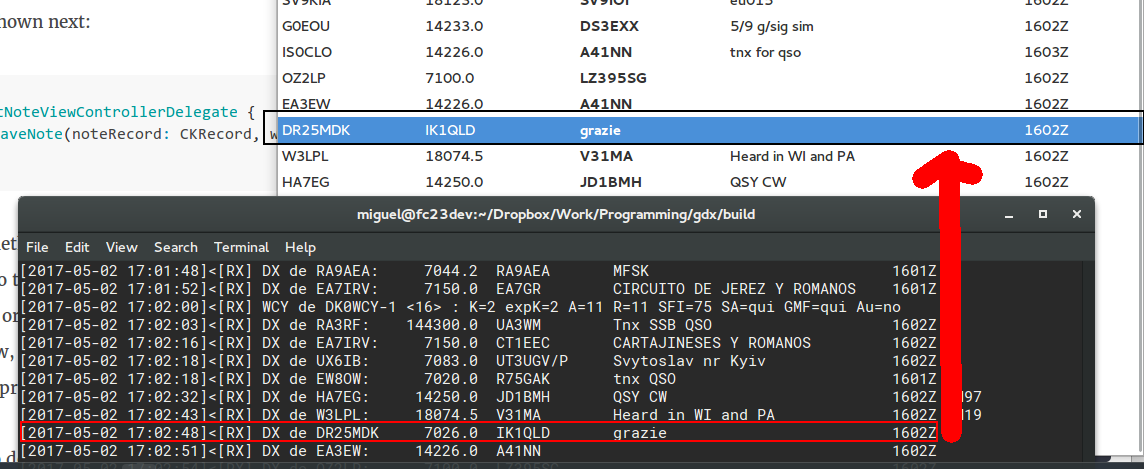 SV9KIA 18123.0 SV9IOI eu015 1602Z
nown next:
G0EOU 14233.0 DS3EXX 5/9 g/sig sim 1602Z
IS0CLO 14226.0 A41NN tnx for qso 1603Z
OZ2LP 7100.0 LZ395SG 1602Z
EA3EW 14226.0 A41NN 1602Z
tNoteViewControllerDelegate {
aveNote(noteRecord: CKRecord, w
DR25MDK IK1QLD grazie 1602Z
W3LPL 18074.5 V31MA Heard in WI and PA 1602Z
HA7EG 14250.0 JD1BMH QSY CW 1602Z
miguel@fc23dev:~/Dropbox/Work/Programming/gdx/build
File Edit View Search Terminal Help
[2017-05-02 17:01:48]<[RX] DX de RA9AEA: 7044.2 RA9AEA MFSK 1601Z
[2017-05-02 17:01:52]<[RX] DX de EA7IRV: 7150.0 EA7GR CIRCUITO DE JEREZ Y ROMANOS 1601Z
[2017-05-02 17:02:00]<[RX] WCY de DK0WCY-1 <16> : K=2 expK=2 A=11 R=11 SFI=75 SA=qui GMF=qui Au=no
[2017-05-02 17:02:03]<[RX] DX de RA3RF: 144300.0 UA3WM Tnx SSB QSO 1602Z
[2017-05-02 17:02:16]<[RX] DX de EA7IRV: 7150.0 CT1EEC CARTAJINESES Y ROMANOS 1602Z
[2017-05-02 17:02:18]<[RX] DX de UX6IB: 7083.0 UT3UGV/P Svytoslav nr Kyiv 1602Z
[2017-05-02 17:02:18]<[RX] DX de EW8OW: 7020.0 R75GAK tnx QSO 1601Z
[2017-05-02 17:02:32]<[RX] DX de HA7EG: 14250.0 JD1BMH QSY CW 1602Z N97
[2017-05-02 17:02:43]<[RX] DX de W3LPL: 18074.5 V31MA Heard in WI and PA 1602Z M19
[2017-05-02 17:02:48]<[RX] DX de DR25MDK 7026.0 IK1QLD grazie 1602Z
[2017-05-02 17:02:51]<[RX] DX de EA3EW: 14226.0 A41NN 1602Z